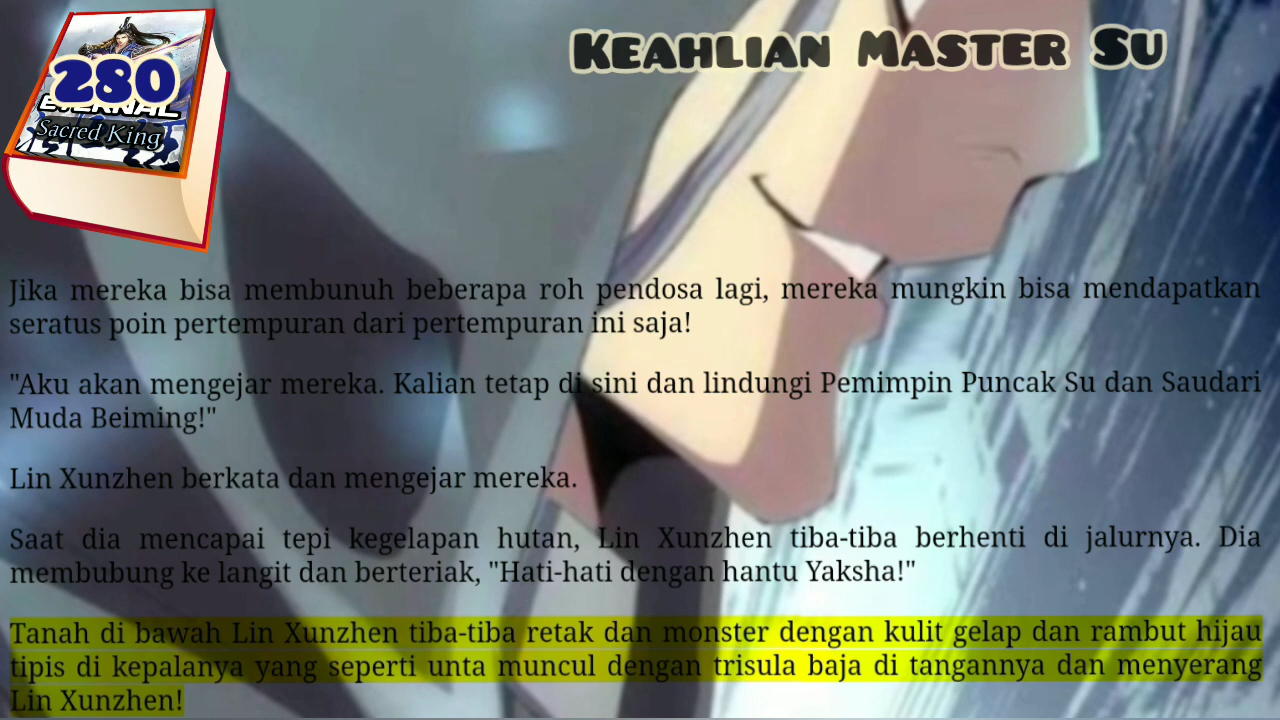 Keahlian Master Su
280
ETERNAL
Sacred King
Jika mereka bisa membunuh beberapa roh pendosa lagi, mereka mungkin bisa mendapatkan
seratus poin pertempuran dari pertempuran ini saja!
"Aku akan mengejar mereka. Kalian tetap di sini dan lindungi Pemimpin Puncak Su dan Saudari
Muda Beiming!"
Lin Xunzhen berkata dan mengejar mereka.
Saat dia mencapai tepi kegelapan hutan, Lin Xunzhen tiba-tiba berhenti di jalurnya. Dia
membubung ke langit dan berteriak, "Hati-hati dengan hantu Yaksha!"
Tanah di bawah Lin Xunzhen tiba-tiba retak dan monster dengan kulit gelap dan rambut hijau
tipis di kepalanya yang seperti unta muncul dengan trisula baja di tangannya dan menyerang
Lin Xunzhen!